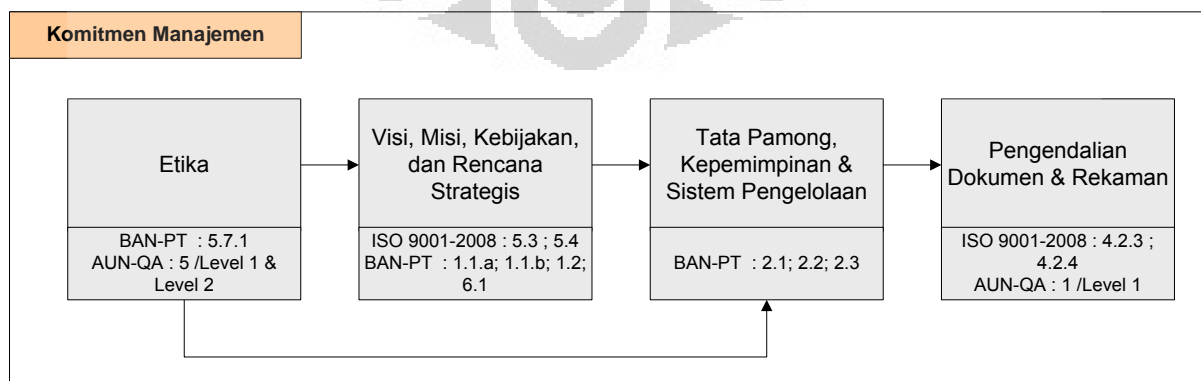 Komitmen Manajemen
Etika
BAN-PT : 5.7.1
AUN-QA : 5 /Level 1 &
Level 2
Visi, Misi, Kebijakan,
dan Rencana
Strategis
ISO 9001-2008 : 5.3 ; 5.4
BAN-PT : 1.1.a; 1.1.b; 1.2;
6.1
Tata Pamong,
Kepemimpinan &
Sistem Pengelolaan
BAN-PT : 2.1; 2.2; 2.3
Pengendalian
Dokumen & Rekaman
ISO 9001-2008 : 4.2.3 ;
4.2.4
AUN-QA : 1 /Level 1